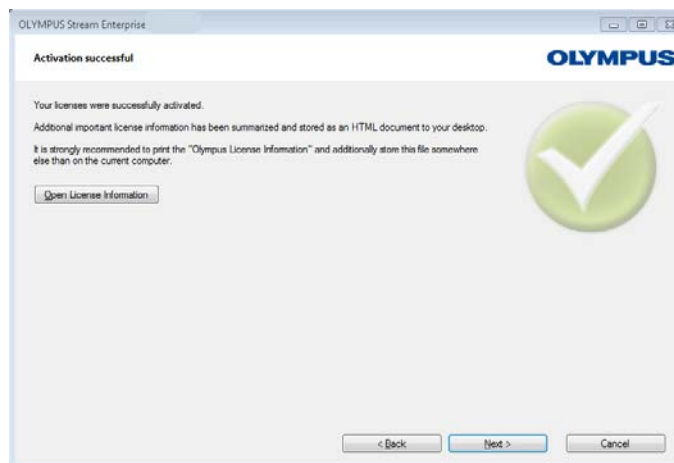 OLYMPUS Stream Enterprise
Activation successful
OLYMPUS
Your licenses were successfully activated.
Additional important license information has been summarized and stored as an HTML document to your desktop.
It is strongly recommended to print the "Olympus License Information" and additionally store this file somewhere
else than on the current computer.
Open License Information
< Back
Next >
Cancel